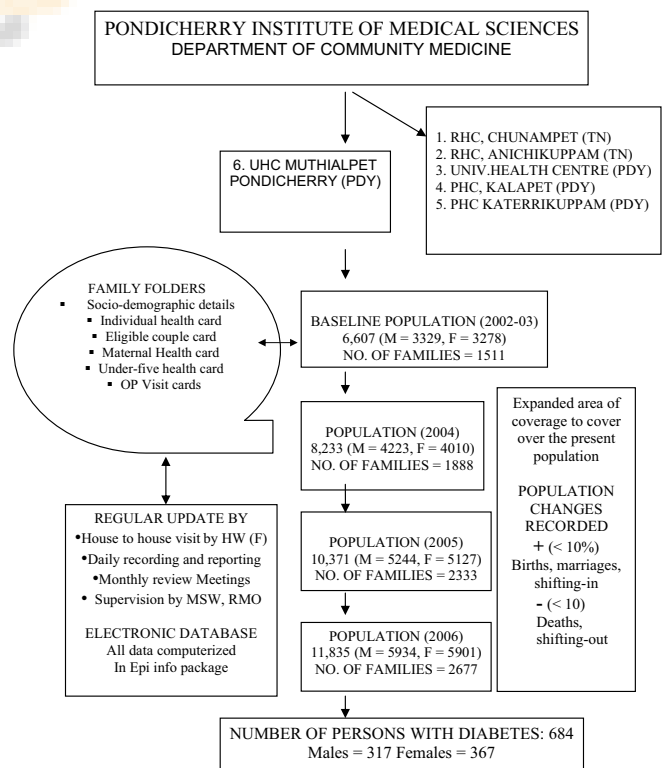 PONDICHERRY INSTITUTE OF MEDICAL SCIENCES
DEPARTMENT OF COMMUNITY MEDICINE
6. UHC MUTHIALPET
PONDICHERRY (PDY)
1. RHC, CHUNAMPET (TN)
2. RHC, ANICHIKUPPAM (TN)
3. UNIV.HEALTH CENTRE (PDY)
4. PHC, KALAPET (PDY)
5. PHC KATERRIKUPPAM (PDY)
FAMILY FOLDERS
▪ Socio-demographic details
▪ Individual health card
▪ Eligible couple card
▪ Maternal Health card
▪ Under-five health card
▪ OP Visit cards
BASELINE POPULATION (2002-03)
6,607 (M = 3329, F = 3278)
NO. OF FAMILIES = 1511
POPULATION (2004)
8,233 (M = 4223, F = 4010)
NO. OF FAMILIES = 1888
Expanded area of
coverage to cover
over the present
population
POPULATION
CHANGES
RECORDED
+ (< 10%)
Births, marriages,
shifting-in
- (< 10)
Deaths,
shifting-out
REGULAR UPDATE BY
•House to house visit by HW (F)
•Daily recording and reporting
•Monthly review Meetings
• Supervision by MSW, RMO
ELECTRONIC DATABASE
All data computerized
In Epi info package
POPULATION (2005)
10,371 (M = 5244, F = 5127)
NO. OF FAMILIES = 2333
POPULATION (2006)
11,835 (M = 5934, F = 5901)
NO. OF FAMILIES = 2677
NUMBER OF PERSONS WITH DIABETES: 684
Males = 317 Females = 367